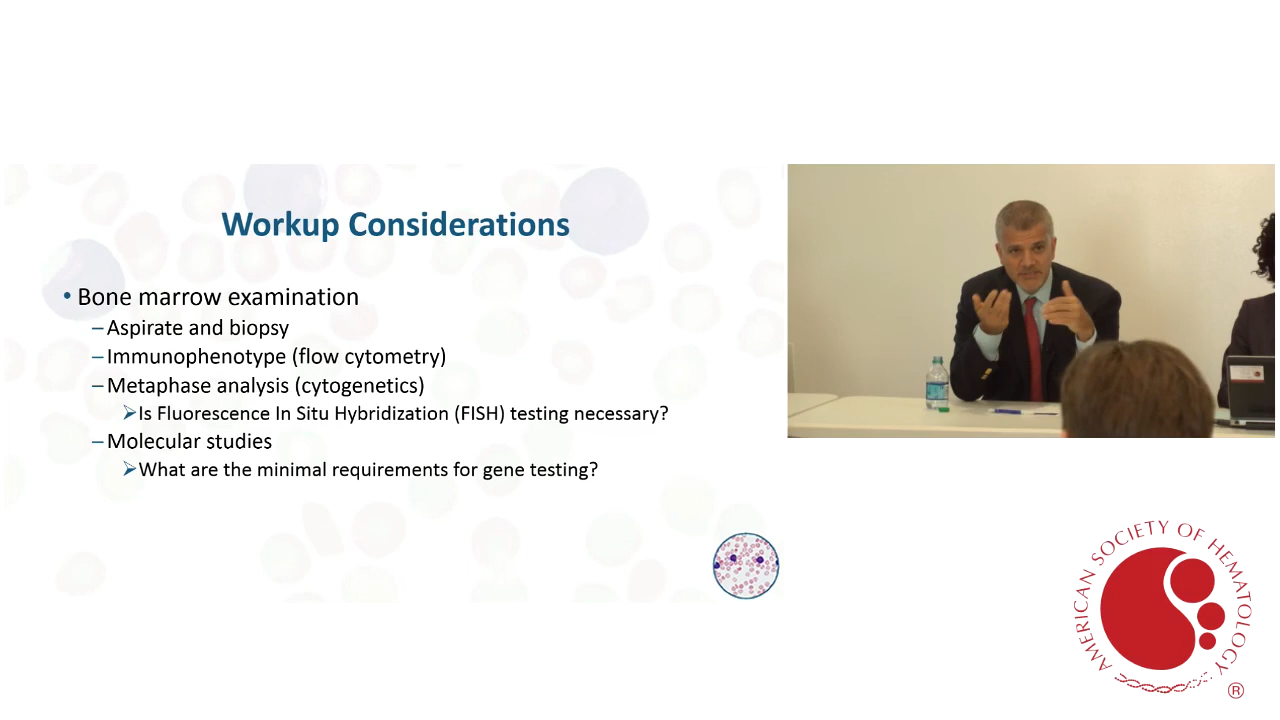 Workup Considerations
• Bone marrow examination
–Aspirate and biopsy
–Immunophenotype (flow cytometry)
–Metaphase analysis (cytogenetics)
➢Is Fluorescence In Situ Hybridization (FISH) testing necessary?
–Molecular studies
➢What are the minimal requirements for gene testing?
AMERICAN SOCIETY OF HEMATOLOGY
®